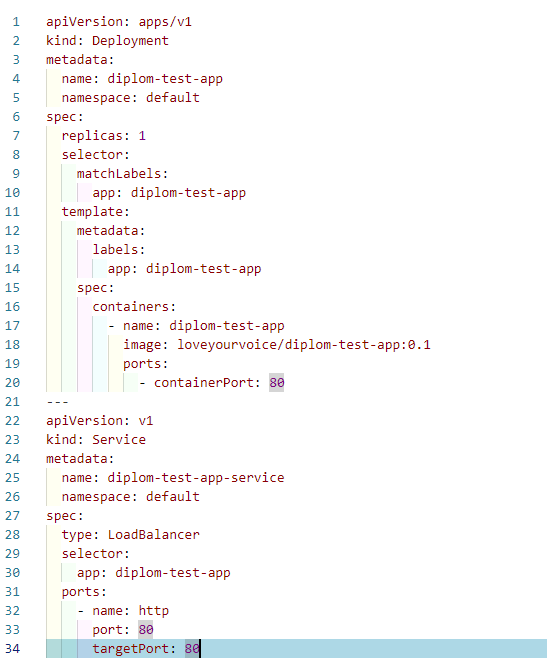 1 apiVersion: apps/v1
2 kind: Deployment
3 metadata:
4   name: diplom-test-app
5   namespace: default
6 spec:
7   replicas: 1
8   selector:
9     matchLabels:
10       app: diplom-test-app
11   template:
12     metadata:
13       labels:
14         app: diplom-test-app
15     spec:
16       containers:
17         - name: diplom-test-app
18           image: loveyourvoice/diplom-test-app:0.1
19           ports:
20             - containerPort: 80
21 ---
22 apiVersion: v1
23 kind: Service
24 metadata:
25   name: diplom-test-app-service
26   namespace: default
27 spec:
28   type: LoadBalancer
29   selector:
30     app: diplom-test-app
31   ports:
32     - name: http
33       port: 80
34       targetPort: 80